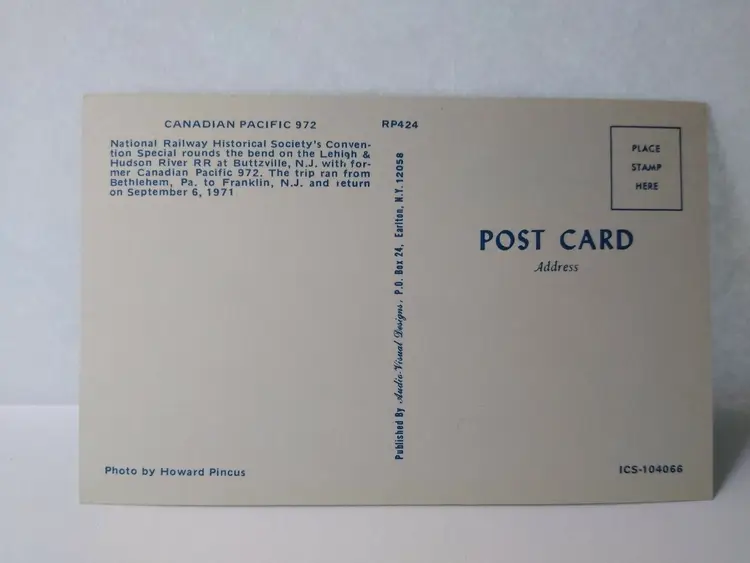 CANADIAN PACIFIC 972
RP424
National Railway Historical Society's Conven-
tion Special rounds the bend on the Lehigh &
Hudson River RR at Buttzville, N.J. with for-
mer Canadian Pacific 972. The trip ran from
Bethlehem, Pa. to Franklin, N.J. and return
on September 6, 1971
Photo by Howard Pincus
Published By Audio-Visual Designs, P.O. Box 24, Earlton, N.Y. 12058
PLACE
STAMP
HERE
POST CARD
Address
ICS-104066